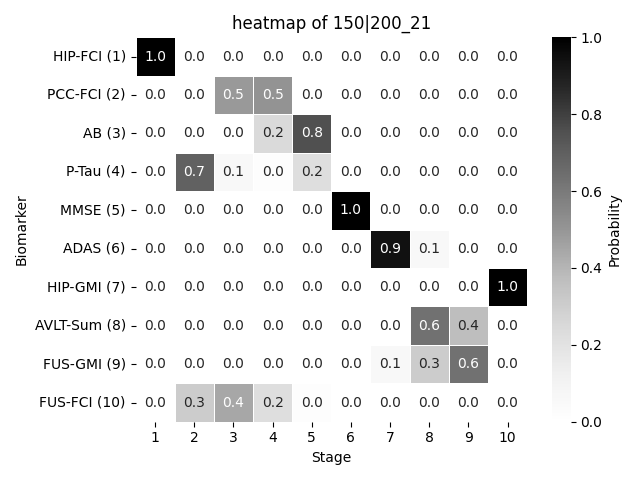 heatmap of 150|200_21
HIP-FCI (1) 1.0 0.0 0.0 0.0 0.0 0.0 0.0 0.0 0.0 0.0
PCC-FCI (2) 0.0 0.0 0.5 0.5 0.0 0.0 0.0 0.0 0.0 0.0
AB (3) 0.0 0.0 0.0 0.2 0.8 0.0 0.0 0.0 0.0 0.0
P-Tau (4) 0.0 0.7 0.1 0.0 0.2 0.0 0.0 0.0 0.0 0.0
MMSE (5) 0.0 0.0 0.0 0.0 0.0 1.0 0.0 0.0 0.0 0.0
ADAS (6) 0.0 0.0 0.0 0.0 0.0 0.0 0.9 0.1 0.0 0.0
HIP-GMI (7) 0.0 0.0 0.0 0.0 0.0 0.0 0.0 0.0 0.0 1.0
AVLT-Sum (8) 0.0 0.0 0.0 0.0 0.0 0.0 0.0 0.6 0.4 0.0
FUS-GMI (9) 0.0 0.0 0.0 0.0 0.0 0.0 0.1 0.3 0.6 0.0
FUS-FCI (10) 0.0 0.3 0.4 0.2 0.0 0.0 0.0 0.0 0.0 0.0
1 2 3 4 5 6 7 8 9 10
Stage
Biomarker
1.0
0.8
0.6
0.4
0.2
0.0
Probability